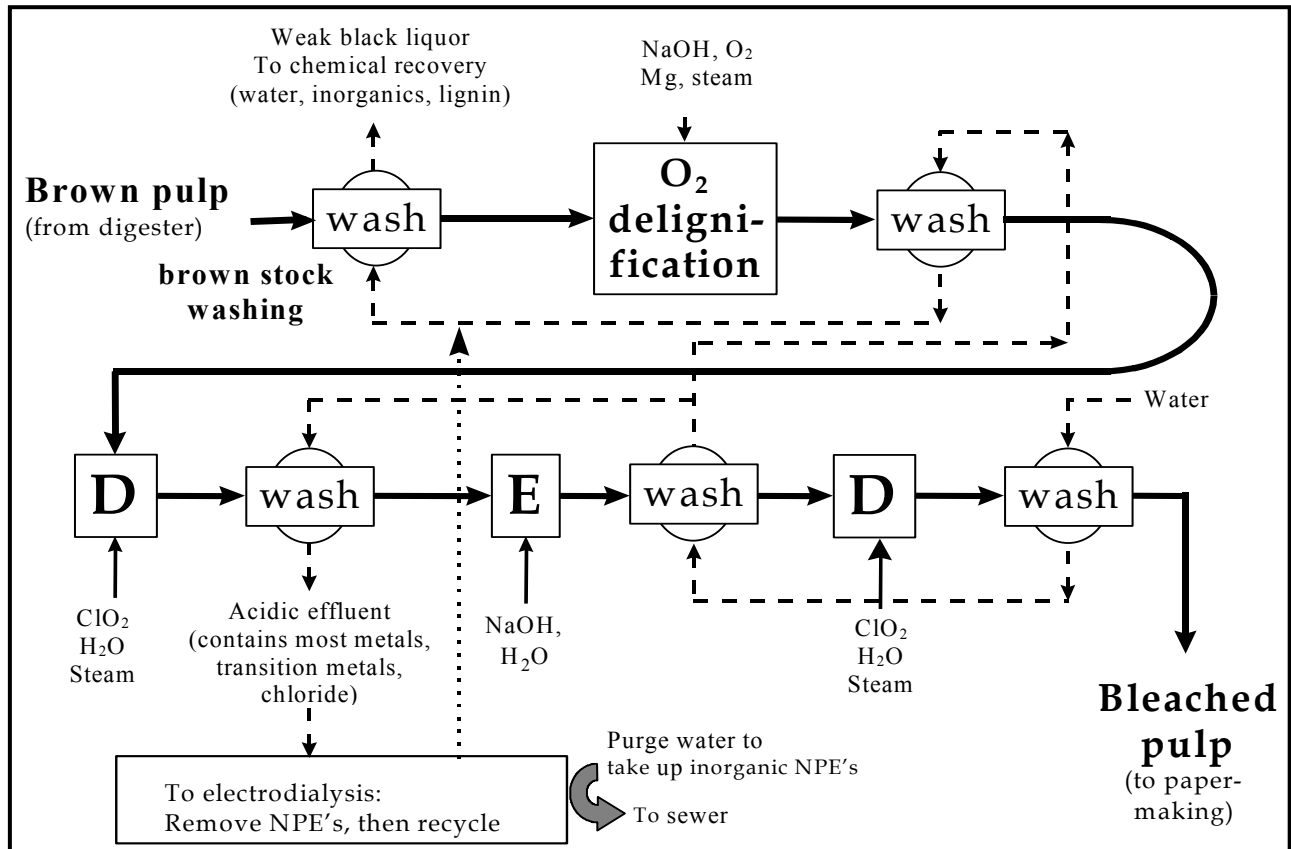 Weak black liquor
To chemical recovery
(water, inorganics, lignin)
NaOH, O₂
Mg, steam
Brown pulp
(from digester)
wash
O₂
deligni-
fication
wash
brown stock
washing
Water
D
wash
E
wash
D
wash
ClO₂
H₂O
Steam
Acidic effluent
(contains most metals,
transition metals,
chloride)
NaOH,
H₂O
ClO₂
H₂O
Steam
Bleached
pulp
(to paper-
making)
To electrodialysis:
Remove NPE's, then recycle
Purge water to
take up inorganic NPE's
To sewer